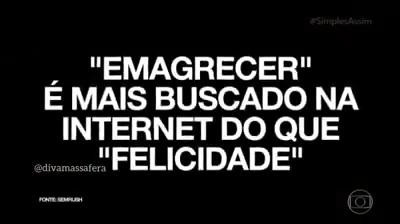 #SimplesAssim
"EMAGRECER"
É MAIS BUSCADO NA
INTERNET DO QUE
"FELICIDADE"
@divamassafera
FONTE: SEMRUSH